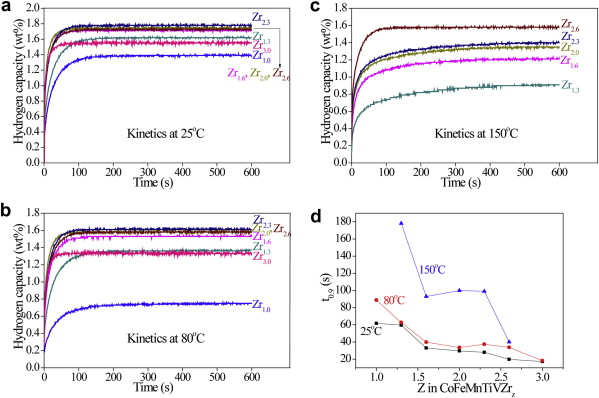 a
Hydrogen capacity (wt%)
2.0
1.8
1.6
1.4
1.2
1.0
0.8
0.6
0.4
0.2
0.0
Zr2.3
Zr1.3
Zr3.0
Zr1.0
Zr1.6, Zr2.0, Zr2.6
Kinetics at 25°C
0 100 200 300 400 500 600 700
Time (s)
c
Hydrogen capacity (wt%)
1.8
1.6
1.4
1.2
1.0
0.8
0.6
0.4
0.2
0.0
Zr2.6
Zr2.3
Zr2.0
Zr1.6
Zr1.3
Kinetics at 150°C
0 100 200 300 400 500 600 700
Time (s)
b
Hydrogen capacity (wt%)
1.8
1.6
1.4
1.2
1.0
0.8
0.6
0.4
0.2
0.0
Zr2.3
Zr2.0, Zr2.6
Zr1.6
Zr1.3
Zr3.0
Zr1.0
Kinetics at 80°C
0 100 200 300 400 500 600 700
Time (s)
d
t0.9 (s)
180
160
140
120
100
80
60
40
20
150°C
80°C
25°C
1.0 1.5 2.0 2.5 3.0
Z in CoFeMnTiVZrz